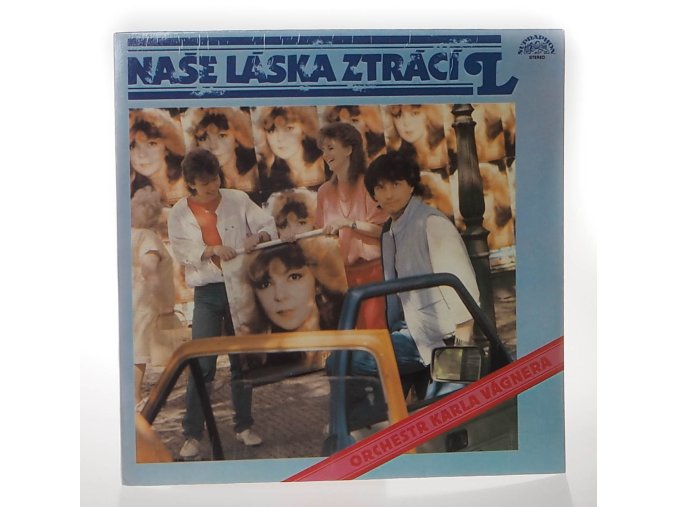 NAŠE LÁSKA ZTRÁCÍ L
SUPRAPHON
STEREO
ORCHESTR KARLA VÁGNERA